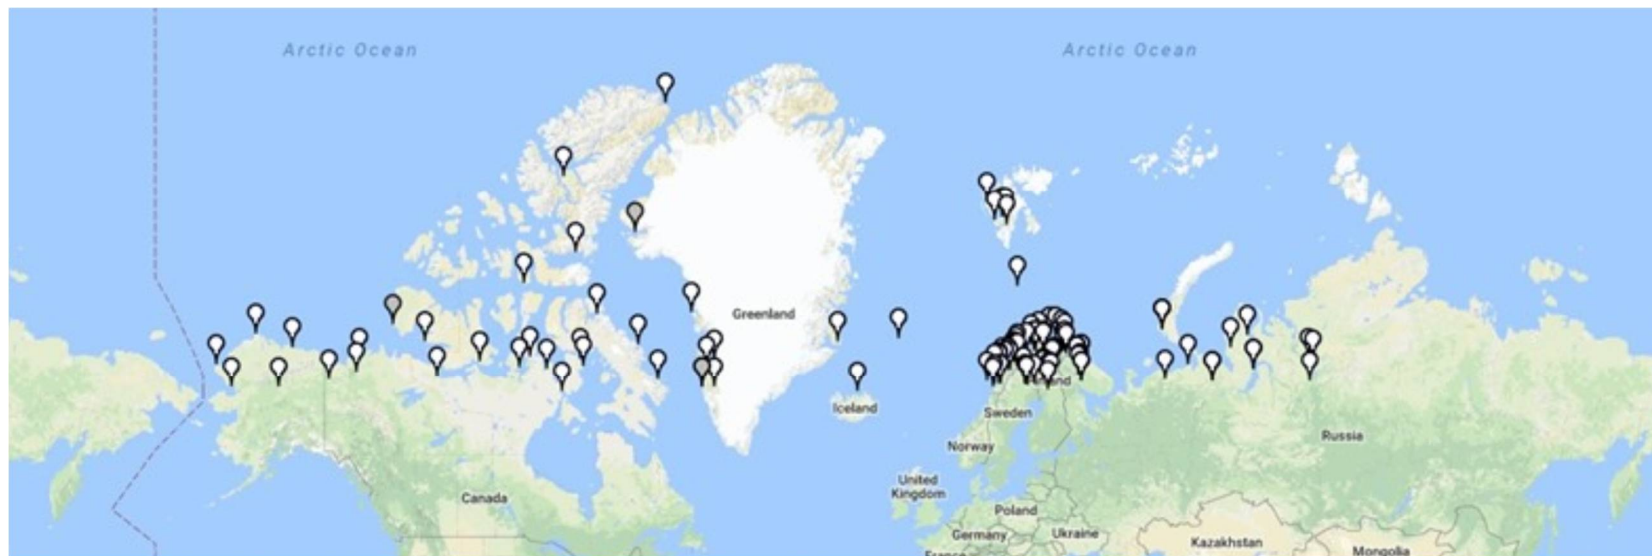 Arctic Ocean
Arctic Ocean
Greenland
Iceland
Sweden
Norway
Russia
United
Kingdom
Canada
Poland
Germany
Ukraine
Kazakhstan
Mongolia